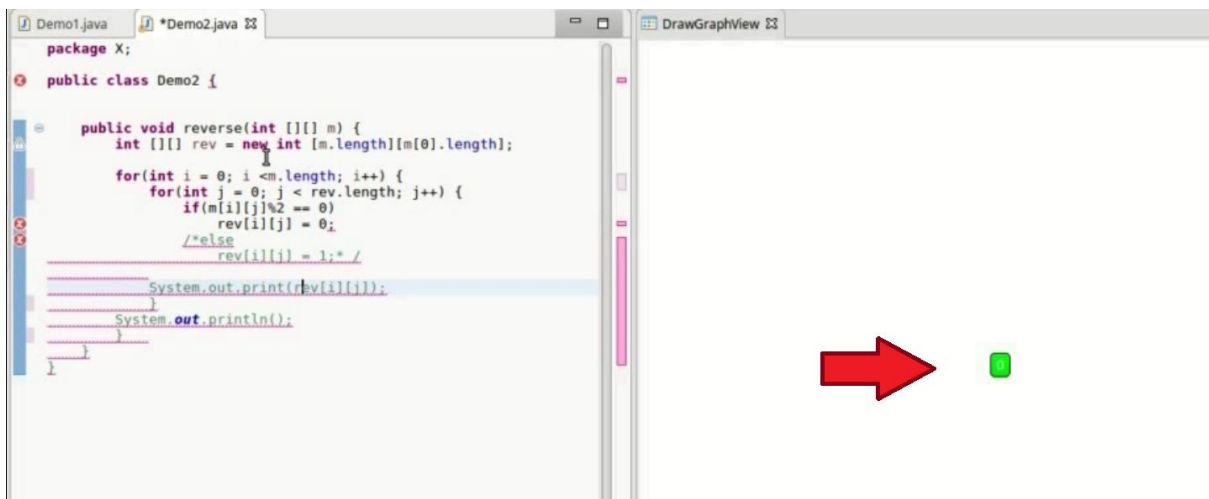 Demo1.java
*Demo2.java
DrawGraphView
package X;
public class Demo2 {
public void reverse(int [][] m) {
int [][] rev = new int [m.length][m[0].length];
for(int i = 0; i <m.length; i++) {
for(int j = 0; j < rev.length; j++) {
if(m[i][j]%2 == 0)
rev[i][j] = 0;
/*else
rev[i][j] = 1;* /
System.out.print(rev[i][j]);
}
System.out.println();
}
}
}
0